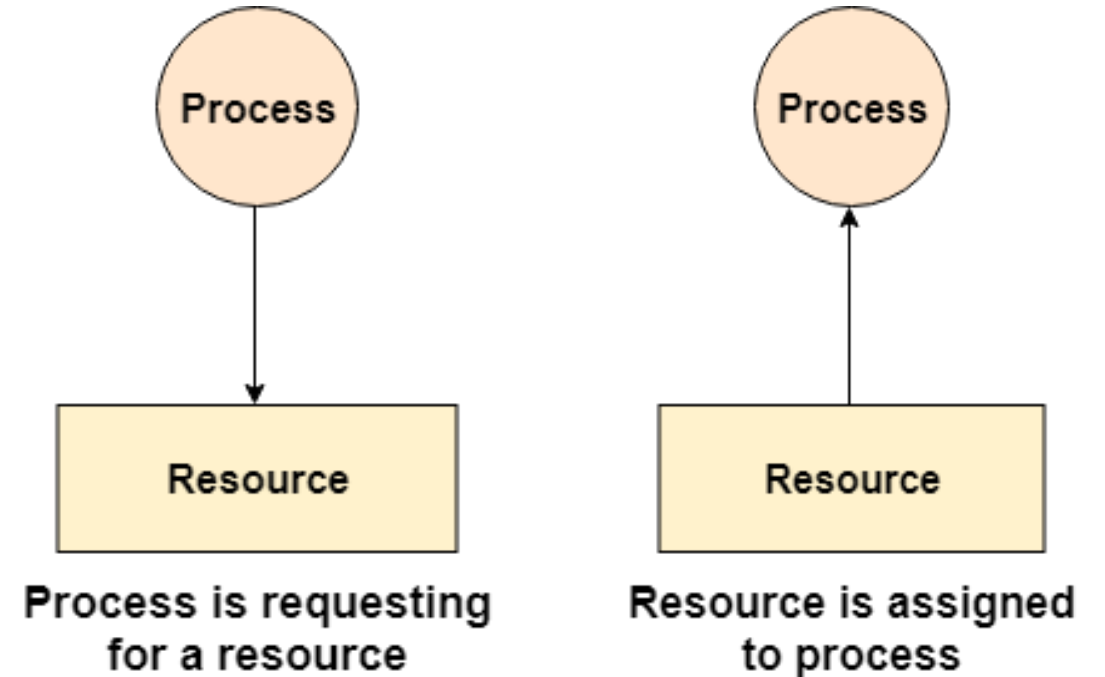 Process
Resource
Process is requesting
for a resource
Process
Resource
Resource is assigned
to process